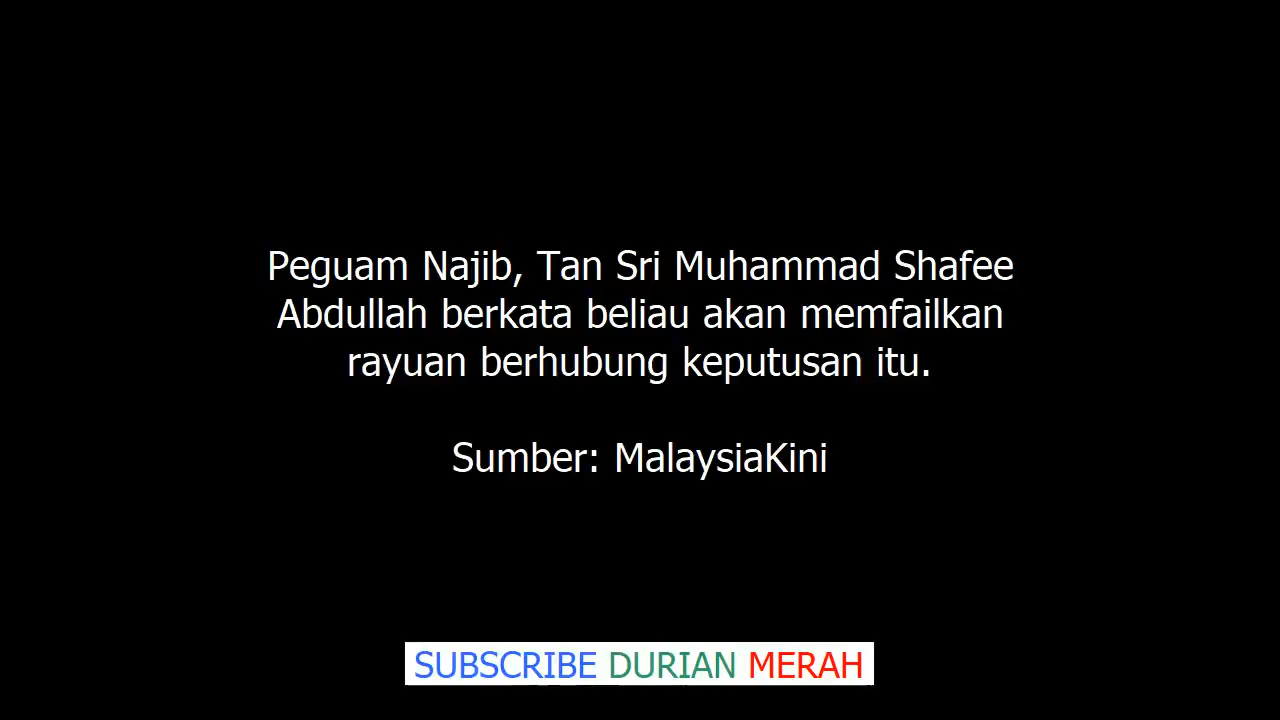 Peguam Najib, Tan Sri Muhammad Shafee
Abdullah berkata beliau akan memfailkan
rayuan berhubung keputusan itu.
Sumber: MalaysiaKini
SUBSCRIBE DURIAN MERAH